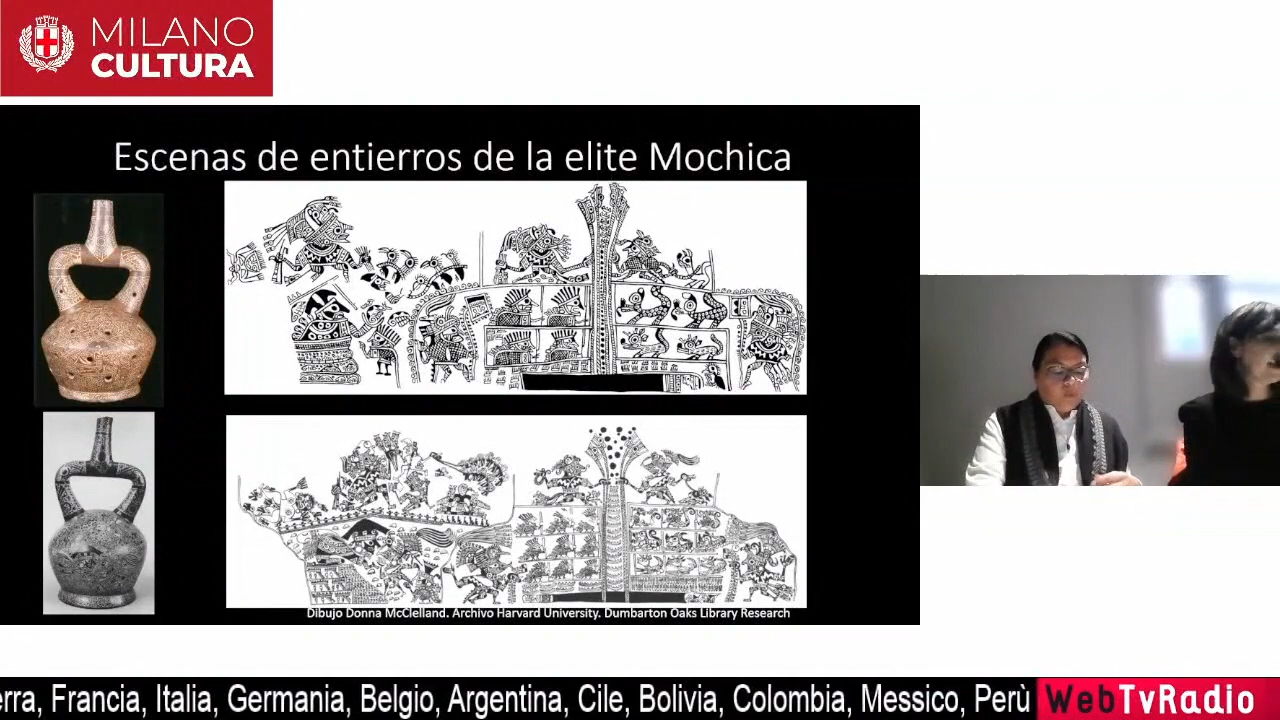 MILANO
CULTURA
Escenas de entierros de la elite Mochica
Dibujo Donna McClelland. Archivo Harvard University. Dumbarton Oaks Library Research
Francia, Italia, Germania, Belgio, Argentina, Cile, Bolivia, Colombia, Messico, Perù
WebTvRadio